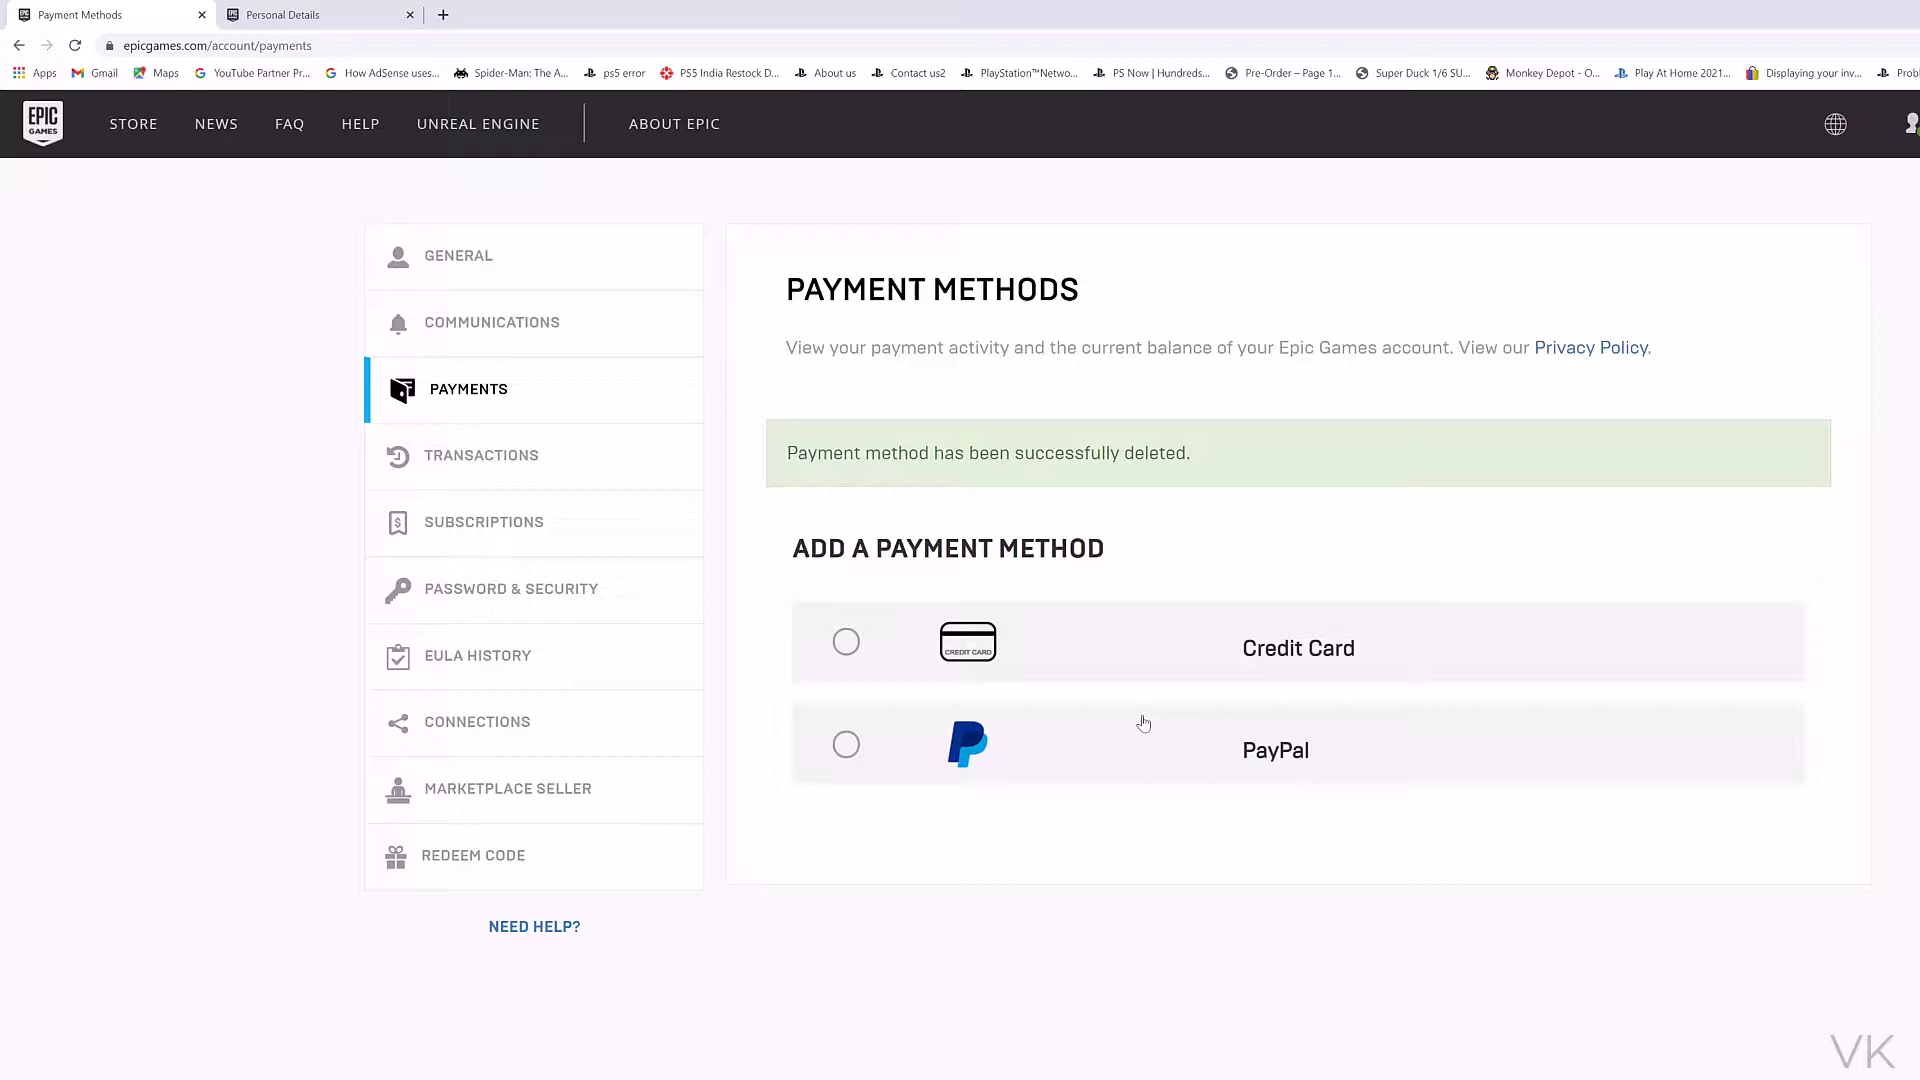 Payment Methods
Personal Details
epicgames.com/account/payments
Apps
Gmail
Maps
YouTube Partner Pr...
How AdSense uses...
Spider-Man: The A...
ps5 error
PS5 India Restock D...
About us
Contact us2
PlayStation™Netwo...
PS Now | Hundreds...
Pre-Order – Page 1...
Super Duck 1/6 SU...
Monkey Depot - O...
Play At Home 2021...
Displaying your inv...
Probl
EPIC
GAMES
STORE
NEWS
FAQ
HELP
UNREAL ENGINE
ABOUT EPIC
GENERAL
COMMUNICATIONS
PAYMENTS
TRANSACTIONS
SUBSCRIPTIONS
PASSWORD & SECURITY
EULA HISTORY
CONNECTIONS
MARKETPLACE SELLER
REDEEM CODE
NEED HELP?
PAYMENT METHODS
View your payment activity and the current balance of your Epic Games account. View our Privacy Policy.
Payment method has been successfully deleted.
ADD A PAYMENT METHOD
CREDIT CARD
Credit Card
PayPal
VK